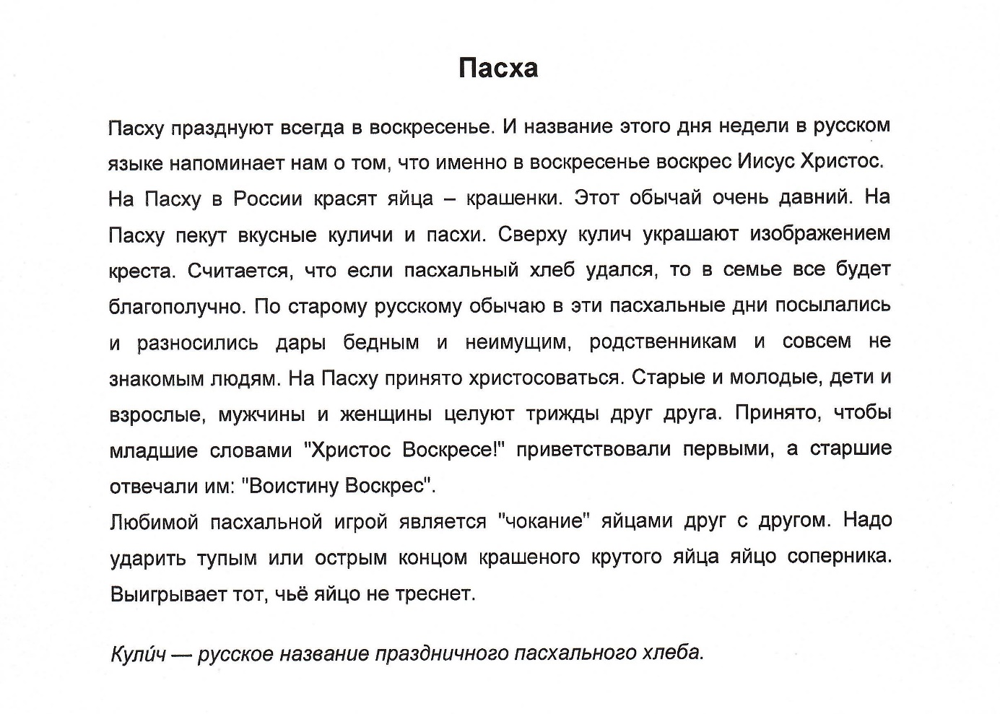 Пасха
Пасху празднуют всегда в воскресенье. И название этого дня недели в русском
языке напоминает нам о том, что именно в воскресенье воскрес Иисус Христос.
На Пасху в России красят яйца – крашенки. Этот обычай очень давний. На
Пасху пекут вкусные куличи и пасхи. Сверху кулич украшают изображением
креста. Считается, что если пасхальный хлеб удался, то в семье все будет
благополучно. По старому русскому обычаю в эти пасхальные дни посылались
и разносились дары бедным и неимущим, родственникам и совсем не
знакомым людям. На Пасху принято христосоваться. Старые и молодые, дети и
взрослые, мужчины и женщины целуют трижды друг друга. Принято, чтобы
младшие словами "Христос Воскресе!" приветствовали первыми, а старшие
отвечали им: "Воистину Воскрес".
Любимой пасхальной игрой является "чокание" яйцами друг с другом. Надо
ударить тупым или острым концом крашеного крутого яйца яйцо соперника.
Выигрывает тот, чьё яйцо не треснет.
Кули́ч — русское название праздничного пасхального хлеба.